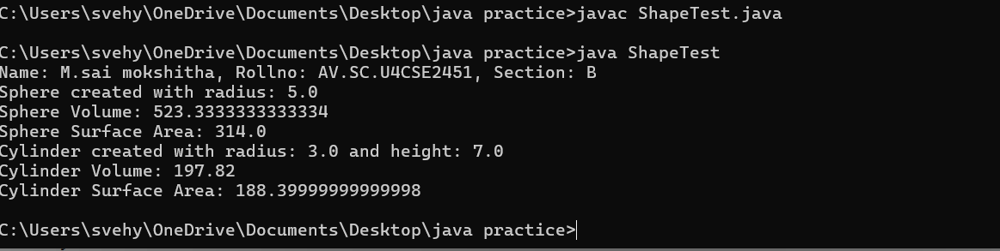 C:\Users\svehy\OneDrive\Documents\Desktop\java practice>javac ShapeTest.java
C:\Users\svehy\OneDrive\Documents\Desktop\java practice>java ShapeTest
Name: M.sai mokshitha, Rollno: AV.SC.U4CSE2451, Section: B
Sphere created with radius: 5.0
Sphere Volume: 523.3333333333334
Sphere Surface Area: 314.0
Cylinder created with radius: 3.0 and height: 7.0
Cylinder Volume: 197.82
Cylinder Surface Area: 188.39999999999998
C:\Users\svehy\OneDrive\Documents\Desktop\java practice>